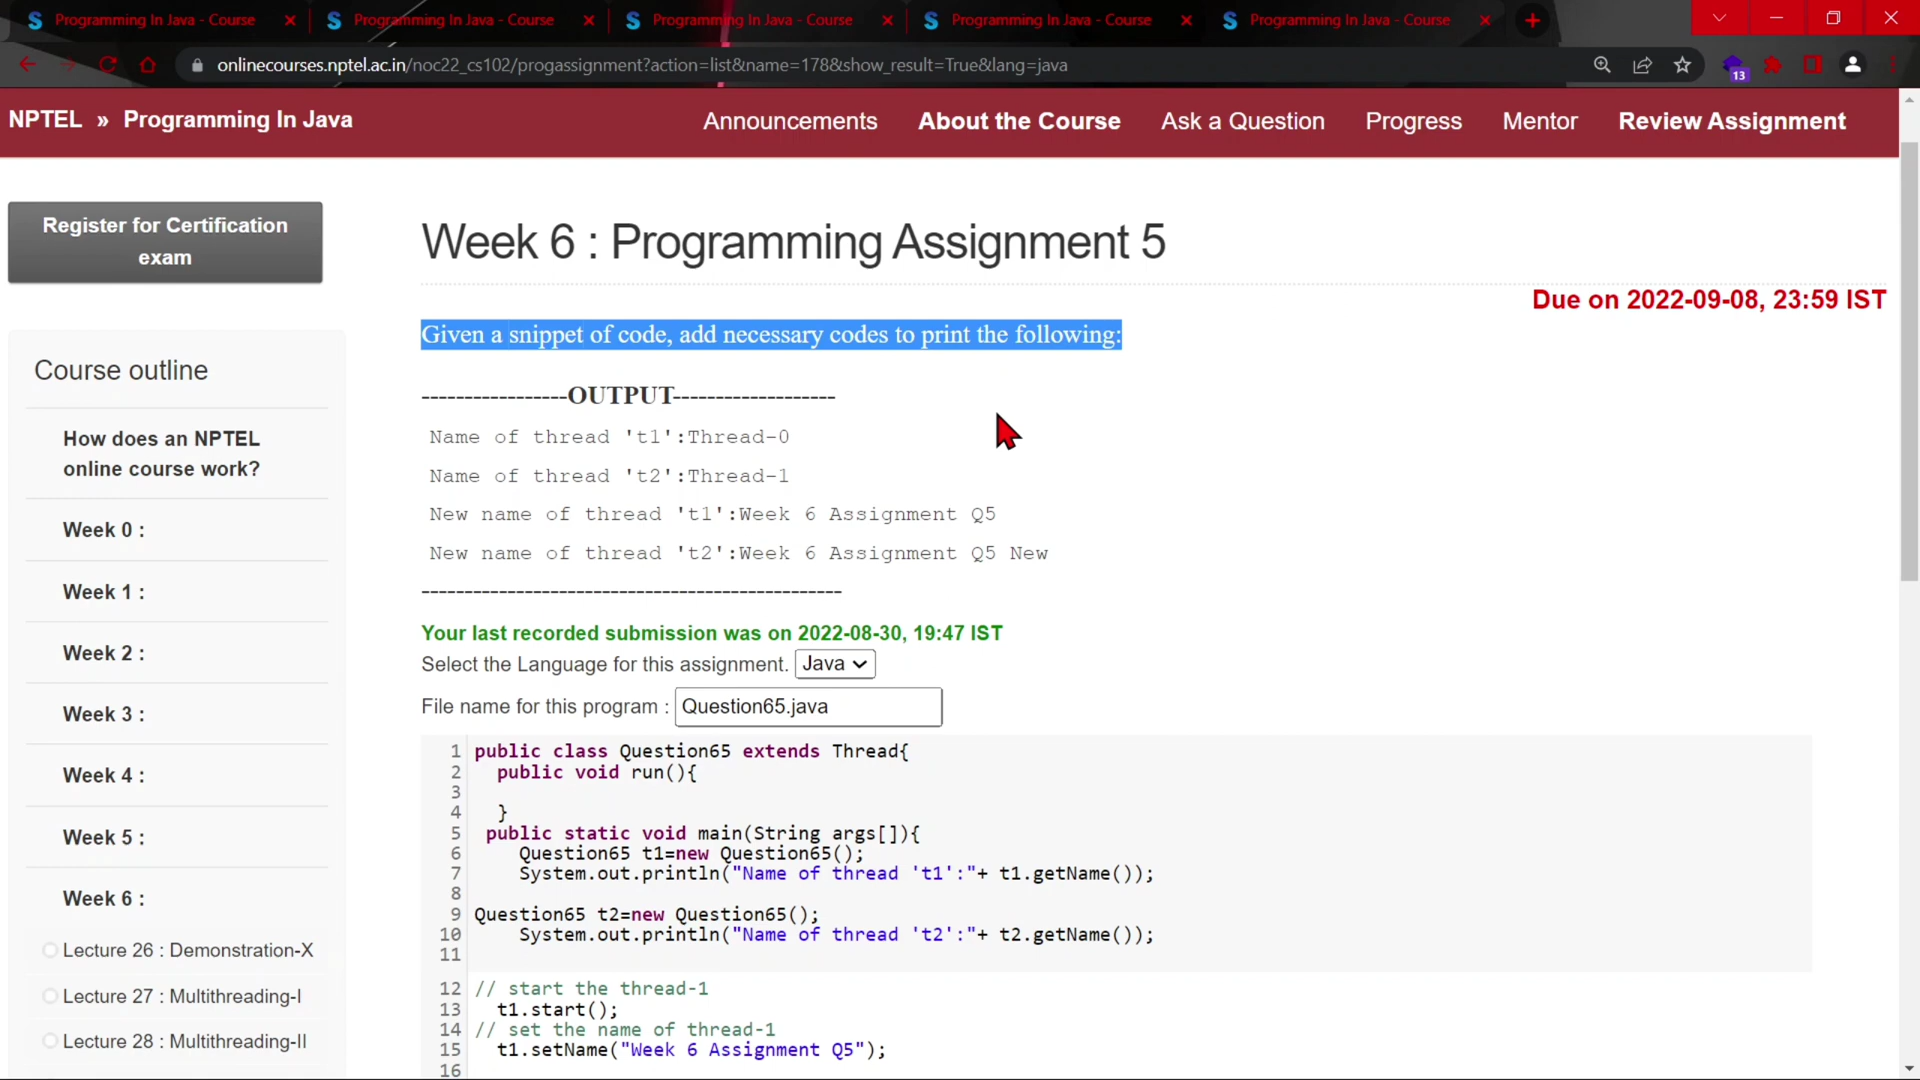 Programming In Java - Course
Programming In Java - Course
Programming In Java - Course
Programming In Java - Course
Programming In Java - Course
onlinecourses.nptel.ac.in/noc22_cs102/progassignment?action=list&name=178&show_result=True&lang=java
13
NPTEL » Programming In Java
Announcements About the Course Ask a Question Progress Mentor Review Assignment
Register for Certification
exam
Course outline
How does an NPTEL
online course work?
Week 0 :
Week 1 :
Week 2 :
Week 3 :
Week 4 :
Week 5 :
Week 6 :
Lecture 26 : Demonstration-X
Lecture 27 : Multithreading-I
Lecture 28 : Multithreading-II
Week 6 : Programming Assignment 5
Due on 2022-09-08, 23:59 IST
Given a snippet of code, add necessary codes to print the following:
-----------------OUTPUT-------------------
Name of thread 't1':Thread-0
Name of thread 't2':Thread-1
New name of thread 't1':Week 6 Assignment Q5
New name of thread 't2':Week 6 Assignment Q5 New
-------------------------------------------------
Your last recorded submission was on 2022-08-30, 19:47 IST
Select the Language for this assignment. Java
File name for this program : Question65.java
1 public class Question65 extends Thread{
2 public void run(){
3
4 }
5 public static void main(String args[]){
6 Question65 t1=new Question65();
7 System.out.println("Name of thread 't1':"+ t1.getName());
8
9 Question65 t2=new Question65();
10 System.out.println("Name of thread 't2':"+ t2.getName());
11
12 // start the thread-1
13 t1.start();
14 // set the name of thread-1
15 t1.setName("Week 6 Assignment Q5");
16